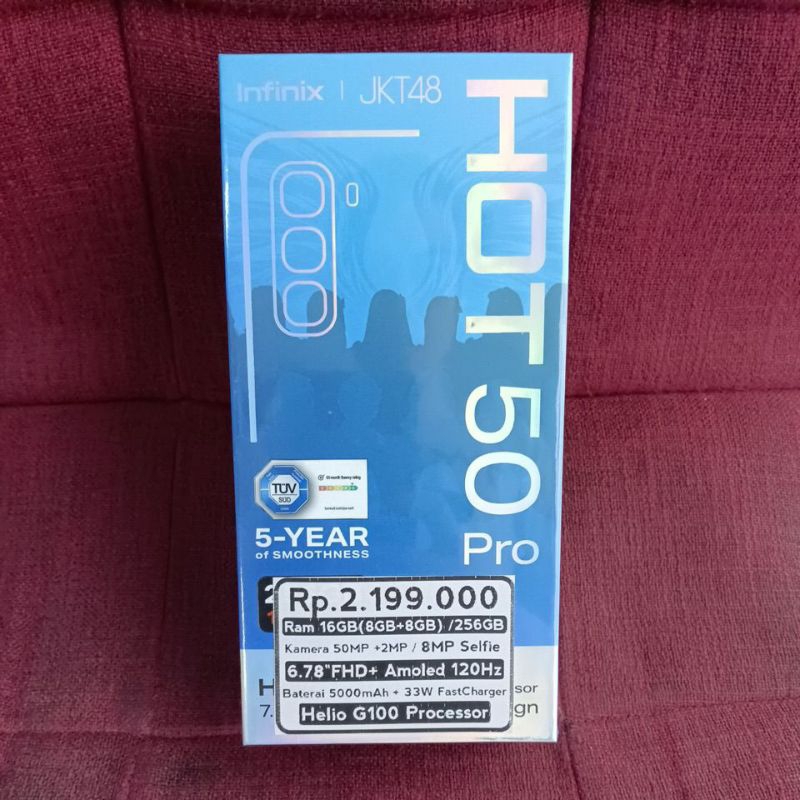 Infinix | JKT48
HOT 50
Pro
TÜV
SÜD
5-YEAR
of SMOOTHNESS
Rp.2.199.000
Ram 16GB(8GB+8GB) /256GB
Kamera 50MP +2MP / 8MP Selfie
6.78"FHD+ Amoled 120Hz
Baterai 5000mAh + 33W FastCharger
Helio G100 Processor